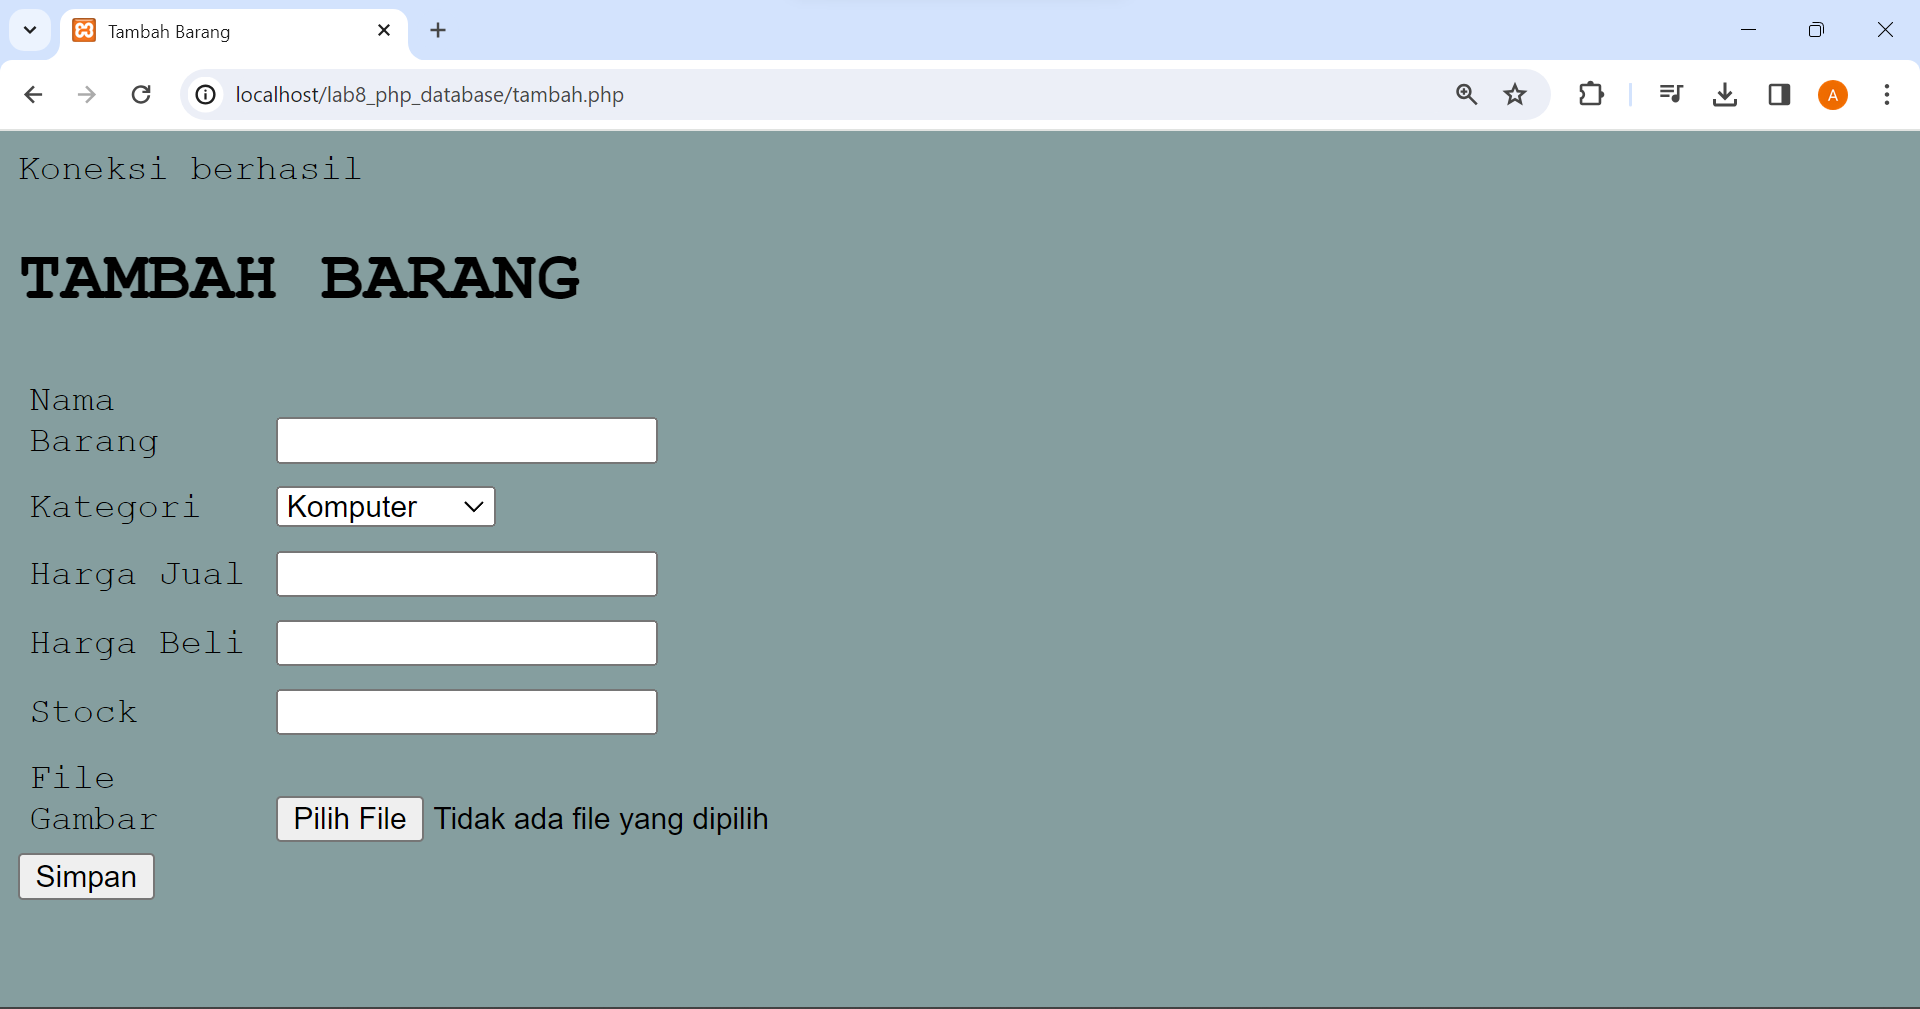 Tambah Barang
localhost/lab8_php_database/tambah.php
A
Koneksi berhasil
TAMBAH BARANG
Nama
Barang
Kategori Komputer
Harga Jual
Harga Beli
Stock
File
Gambar Pilih File Tidak ada file yang dipilih
Simpan